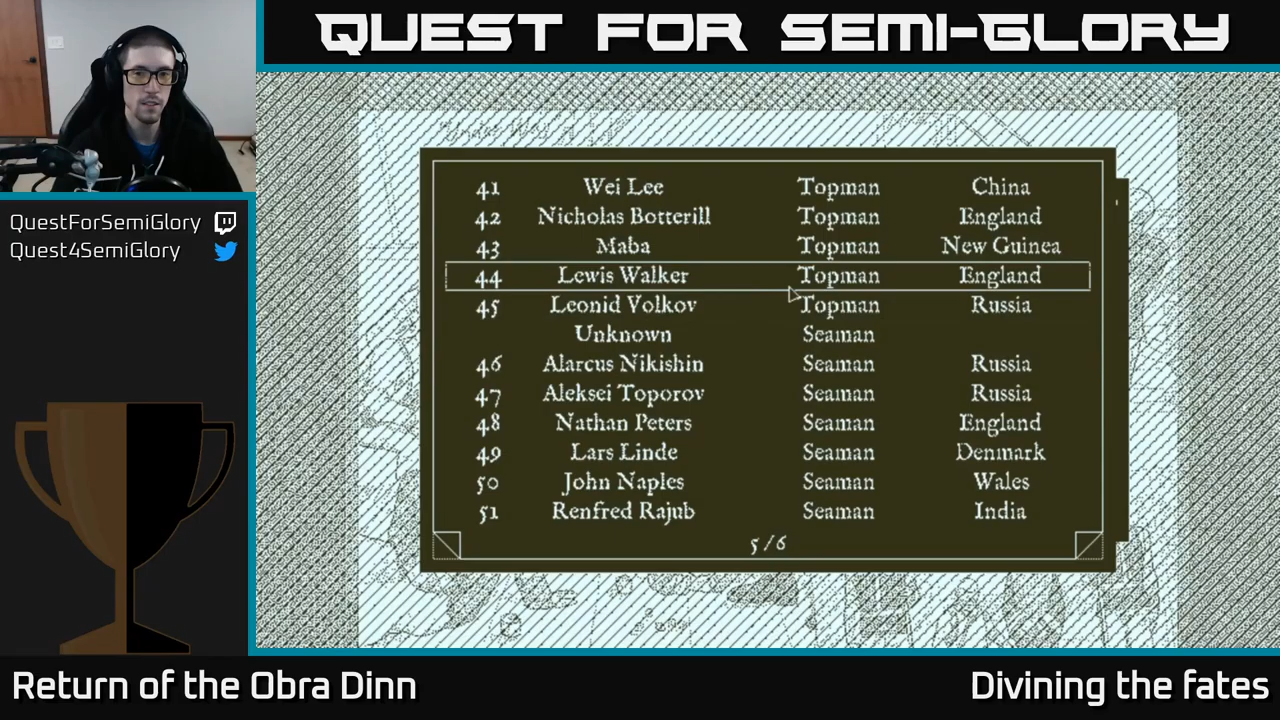 QUEST FOR SEMI-GLORY
QuestForSemiGlory
Quest4SemiGlory
41 Wei Lee Topman China
42 Nicholas Botterill Topman England
43 Maba Topman New Guinea
44 Lewis Walker Topman England
45 Leonid Volkov Topman Russia
Unknown Seaman
46 Alarcus Nikishin Seaman Russia
47 Aleksei Toporov Seaman Russia
48 Nathan Peters Seaman England
49 Lars Linde Seaman Denmark
50 John Naples Seaman Wales
51 Renfred Rajub Seaman India
5/6
Return of the Obra Dinn
Divining the fates